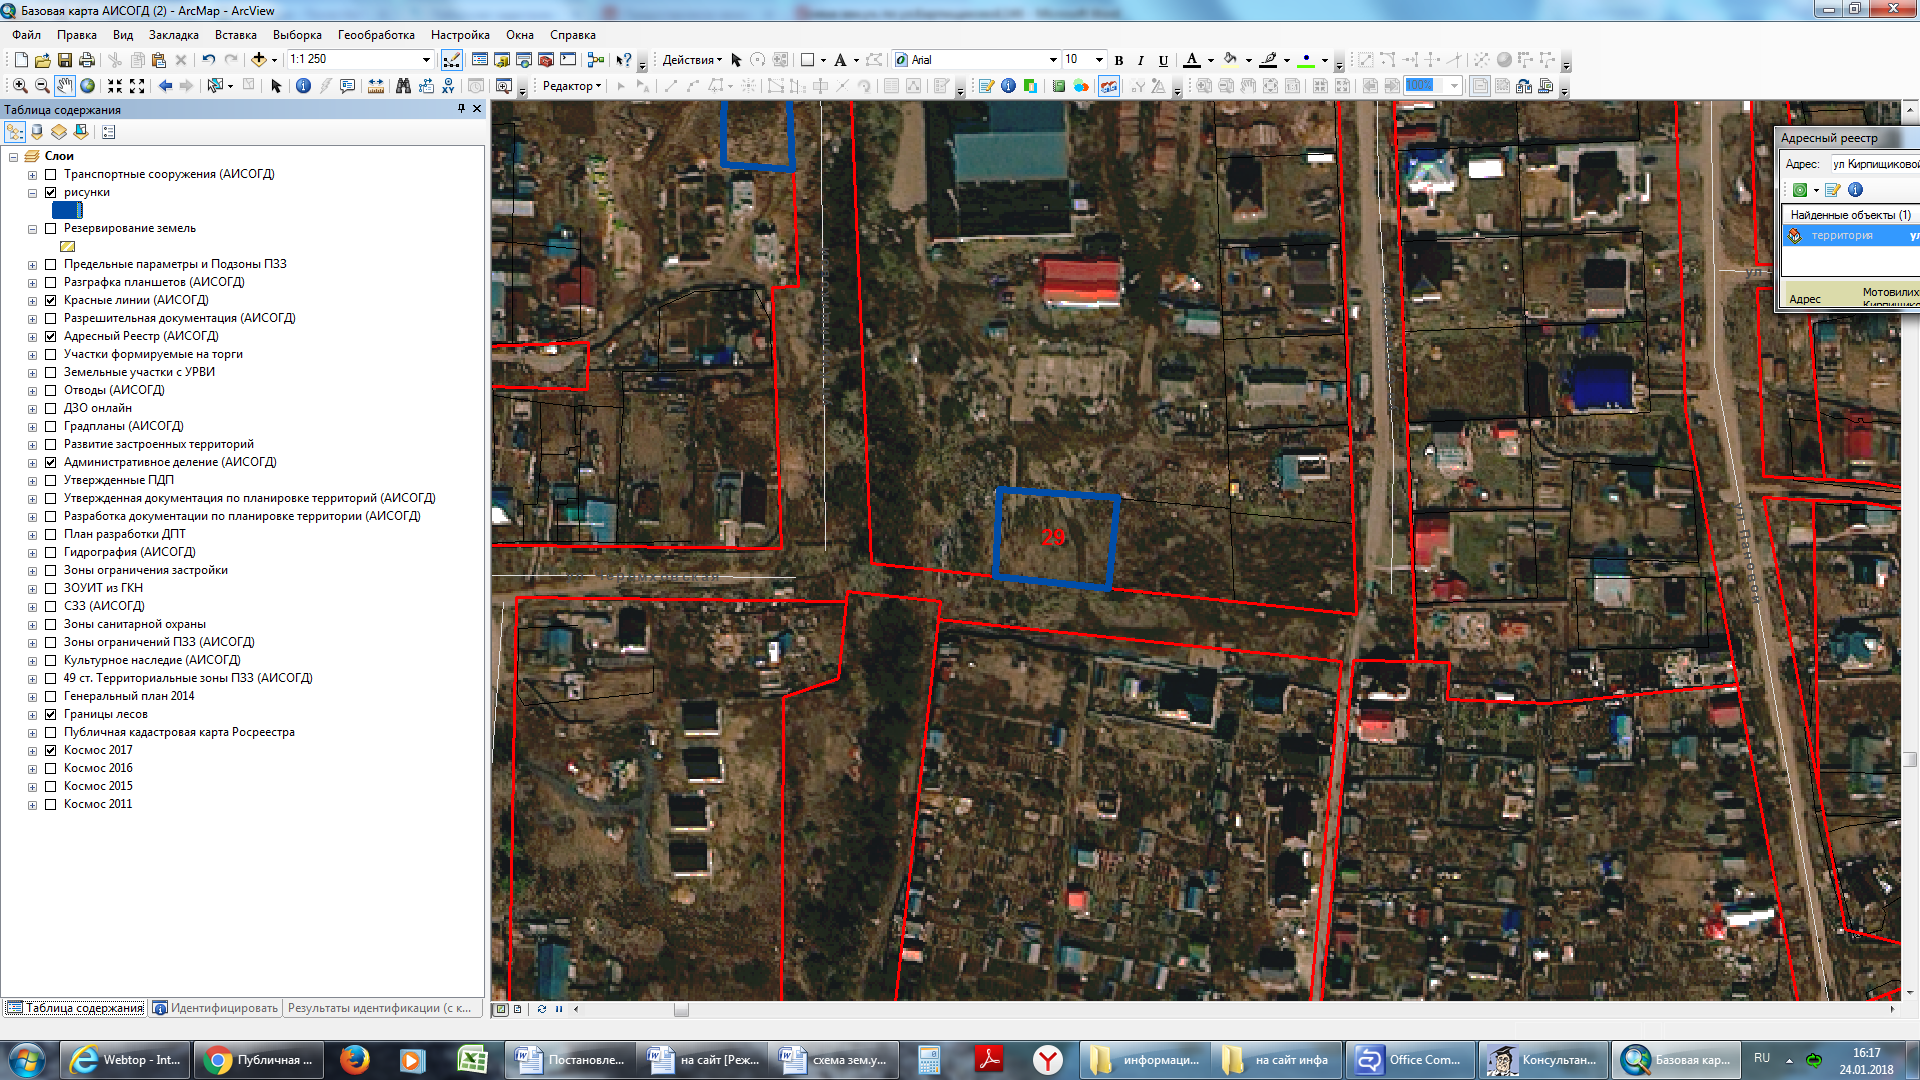 Базовая карта АИСОГД (2) - ArcMap - ArcView
Файл Правка Вид Закладка Вставка Выборка Геообработка Настройка Окна Справка
1:1 250 Действия Arial 10 B I U A
Редактор 100%
Таблица содержания
Слои
Транспортные сооружения (АИСОГД)
рисунки
Резервирование земель
Предельные параметры и Подзоны ПЗЗ
Разграфка планшетов (АИСОГД)
Красные линии (АИСОГД)
Разрешительная документация (АИСОГД)
Адресный Реестр (АИСОГД)
Участки формируемые на торги
Земельные участки с УРВИ
Отводы (АИСОГД)
ДЗО онлайн
Градпланы (АИСОГД)
Развитие застроенных территорий
Административное деление (АИСОГД)
Утвержденные ПДП
Утвержденная документация по планировке территорий (АИСОГД)
Разработка документации по планировке территории (АИСОГД)
План разработки ДПТ
Гидрография (АИСОГД)
Зоны ограничения застройки
ЗОУИТ из ГКН
СЗЗ (АИСОГД)
Зоны санитарной охраны
Зоны ограничений ПЗЗ (АИСОГД)
Культурное наследие (АИСОГД)
49 ст. Территориальные зоны ПЗЗ (АИСОГД)
Генеральный план 2014
Границы лесов
Публичная кадастровая карта Росреестра
Космос 2017
Космос 2016
Космос 2015
Космос 2011
Таблица содержания Идентифицировать Результаты идентификации (с к...
29
Адресный реестр
Адрес: ул Кирпищиковой
Найденные объекты (1)
территория ул
Адрес Мотовилих
Webtop - Int... Публичная ... Постановле... на сайт [Реж... схема зем.у... информаци... на сайт инфа Office Com... Консультан... Базовая кар... RU 16:17
24.01.2018